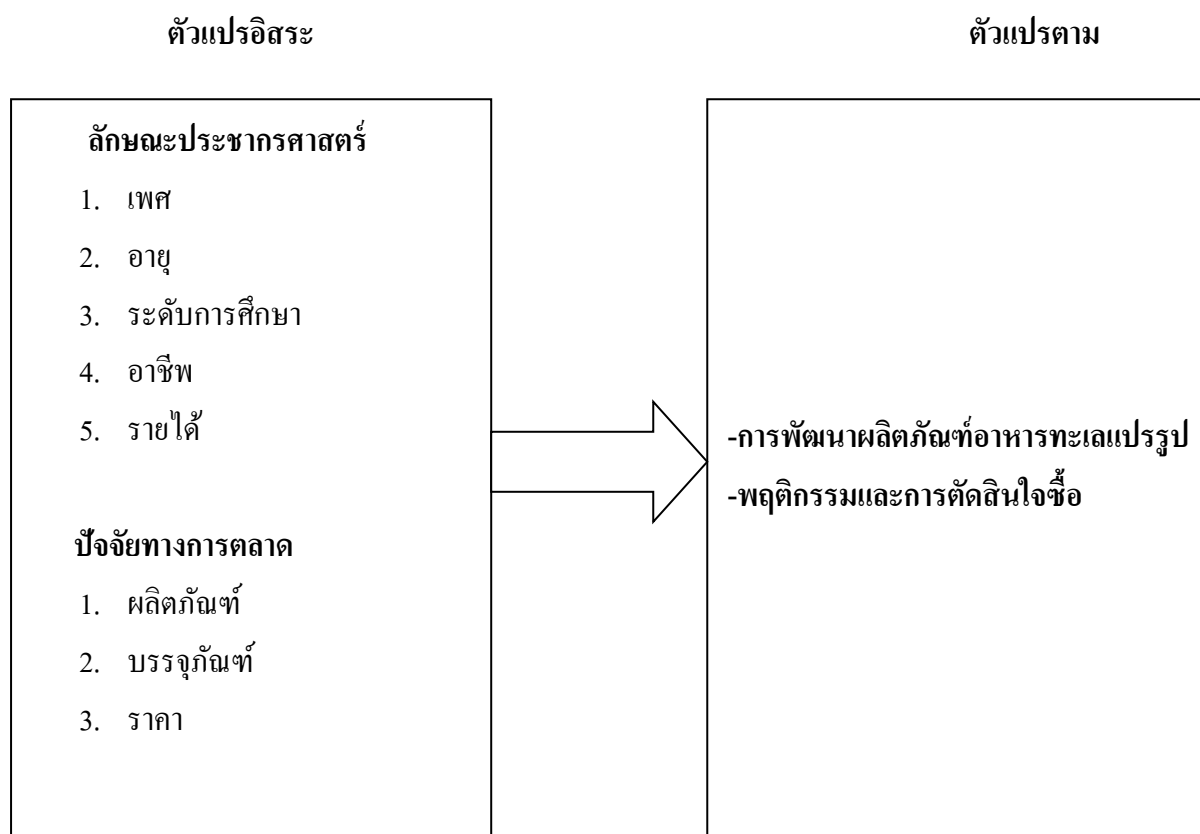 ตัวแปรอิสระ
ตัวแปรตาม
ลักษณะประชากรศาสตร์
1. เพศ
2. อายุ
3. ระดับการศึกษา
4. อาชีพ
5. รายได้
ปัจจัยทางการตลาด
1. ผลิตภัณฑ์
2. บรรจุภัณฑ์
3. ราคา
-การพัฒนาผลิตภัณฑ์อาหารทะเลแปรรูป
-พฤติกรรมและการตัดสินใจซื้อ